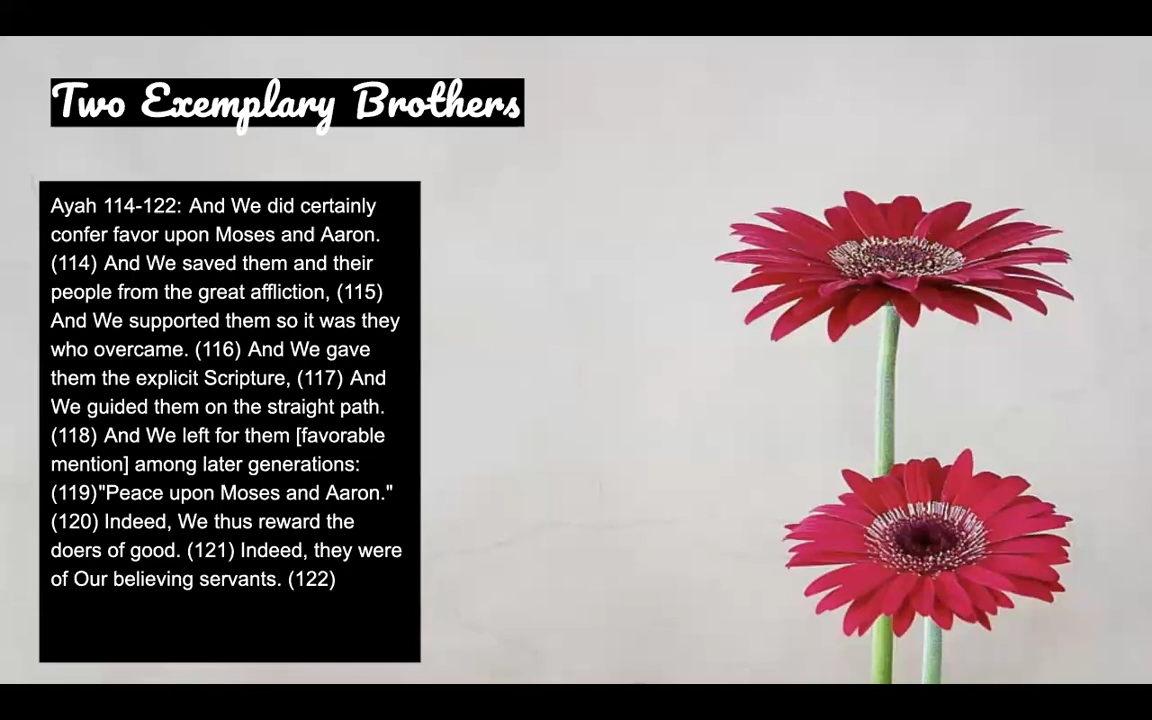 Two Exemplary Brothers
Ayah 114-122: And We did certainly
confer favor upon Moses and Aaron.
(114) And We saved them and their
people from the great affliction, (115)
And We supported them so it was they
who overcame. (116) And We gave
them the explicit Scripture, (117) And
We guided them on the straight path.
(118) And We left for them [favorable
mention] among later generations:
(119)"Peace upon Moses and Aaron."
(120) Indeed, We thus reward the
doers of good. (121) Indeed, they were
of Our believing servants. (122)